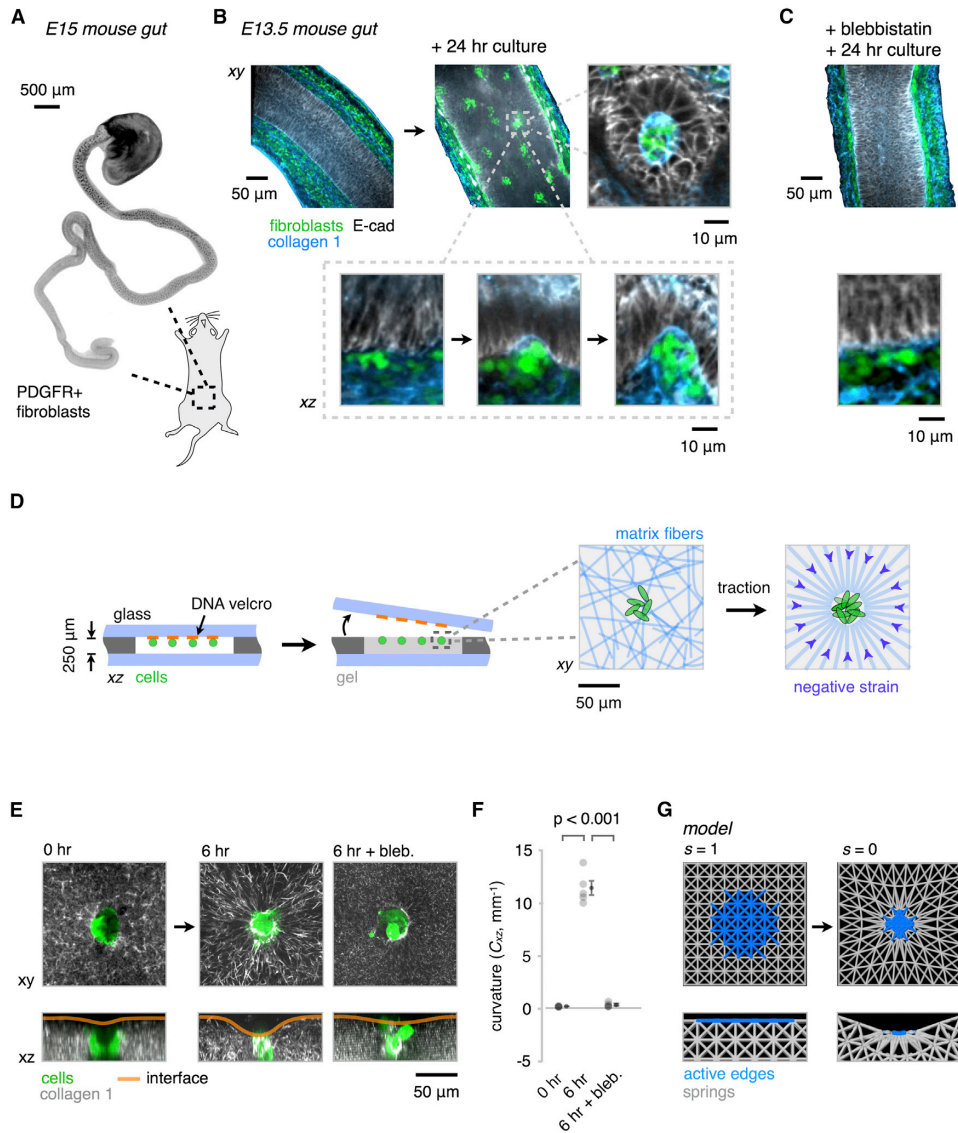 A
E15 mouse gut
500 µm
PDGFR+
fibroblasts
B
E13.5 mouse gut
+ 24 hr culture
xy
50 µm
fibroblasts E-cad
collagen 1
10 µm
xz
10 µm
C
+ blebbistatin
+ 24 hr culture
50 µm
10 µm
D
glass
DNA velcro
250 µm
xz
cells
gel
matrix fibers
xy
50 µm
traction
negative strain
E
0 hr
6 hr
6 hr + bleb.
xy
xz
cells
interface
collagen 1
50 µm
F
p < 0.001
curvature (Cxz, mm⁻¹)
15
10
5
0
-5
0 hr
6 hr
6 hr + bleb.
G
model
s = 1
s = 0
active edges
springs